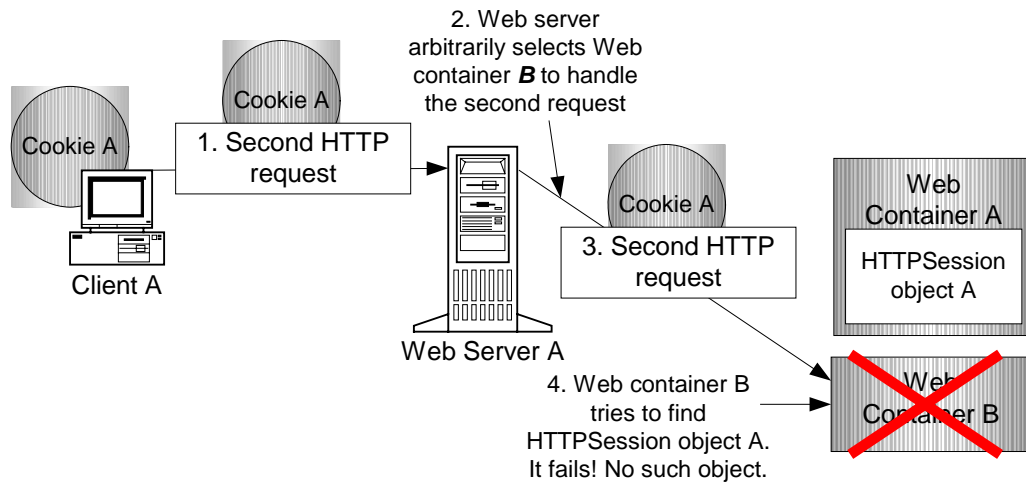 2. Web server
arbitrarily selects Web
container B to handle
the second request
Cookie A
Cookie A
1. Second HTTP
request
Client A
Web Server A
Cookie A
3. Second HTTP
request
Web
Container A
HTTPSession
object A
4. Web container B
tries to find
HTTPSession object A.
It fails! No such object.
Web
Container B